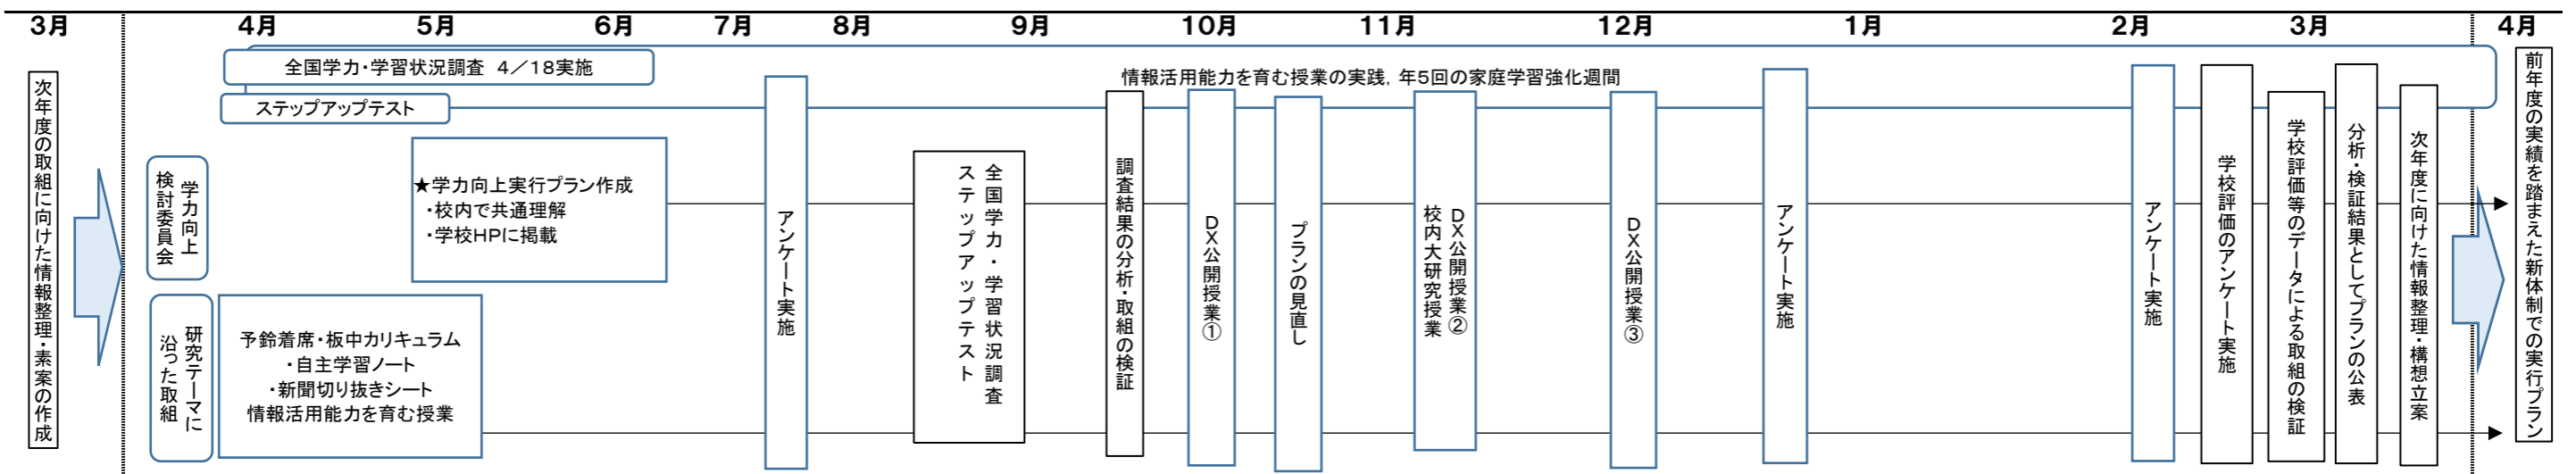 3月
4月
5月
6月
7月
8月
9月
10月
11月
12月
1月
2月
3月
4月
次年度の取組に向けた情報整理・素案の作成
全国学力・学習状況調査 4／18実施
ステップアップテスト
情報活用能力を育む授業の実践，年5回の家庭学習強化週間
学力向上
検討委員会
★学力向上実行プラン作成
・校内で共通理解
・学校HPに掲載
研究テーマに
沿った取組
予鈴着席・板中カリキュラム
・自主学習ノート
・新聞切り抜きシート
情報活用能力を育む授業
アンケート実施
全国学力・学習状況調査
ステップアップテスト
調査結果の分析・取組の検証
DX公開授業①
プランの見直し
DX公開授業②
校内大研究授業
DX公開授業③
アンケート実施
アンケート実施
学校評価のアンケート実施
学校評価等のデータによる取組の検証
分析・検証結果としてプランの公表
次年度に向けた情報整理・構想立案
前年度の実績を踏まえた新体制での実行プラン